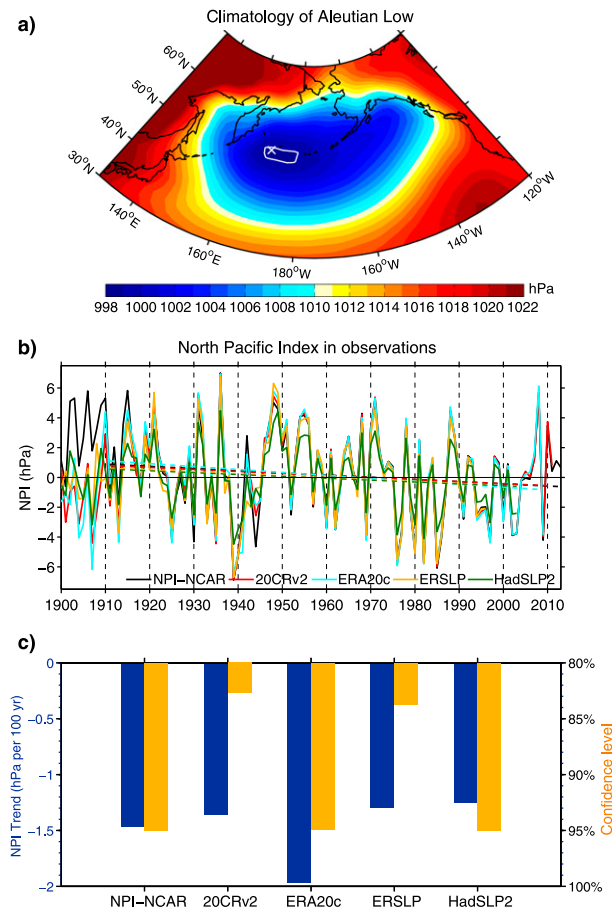 Climatology of Aleutian Low
a)
60°N
50°N
40°N
30°N
140°E
160°E
180°W
160°W
140°W
120°W
hPa
998 1000 1002 1004 1006 1008 1010 1012 1014 1016 1018 1020 1022
b) North Pacific Index in observations
NPI (hPa)
6
4
2
0
−2
−4
−6
NPI−NCAR 20CRv2 ERA20c ERSLP HadSLP2
1900 1910 1920 1930 1940 1950 1960 1970 1980 1990 2000 2010
c)
NPI Trend (hPa per 100 yr)
0
−0.5
−1
−1.5
−2
80%
85%
90%
95%
100%
Confidence level
NPI−NCAR 20CRv2 ERA20c ERSLP HadSLP2